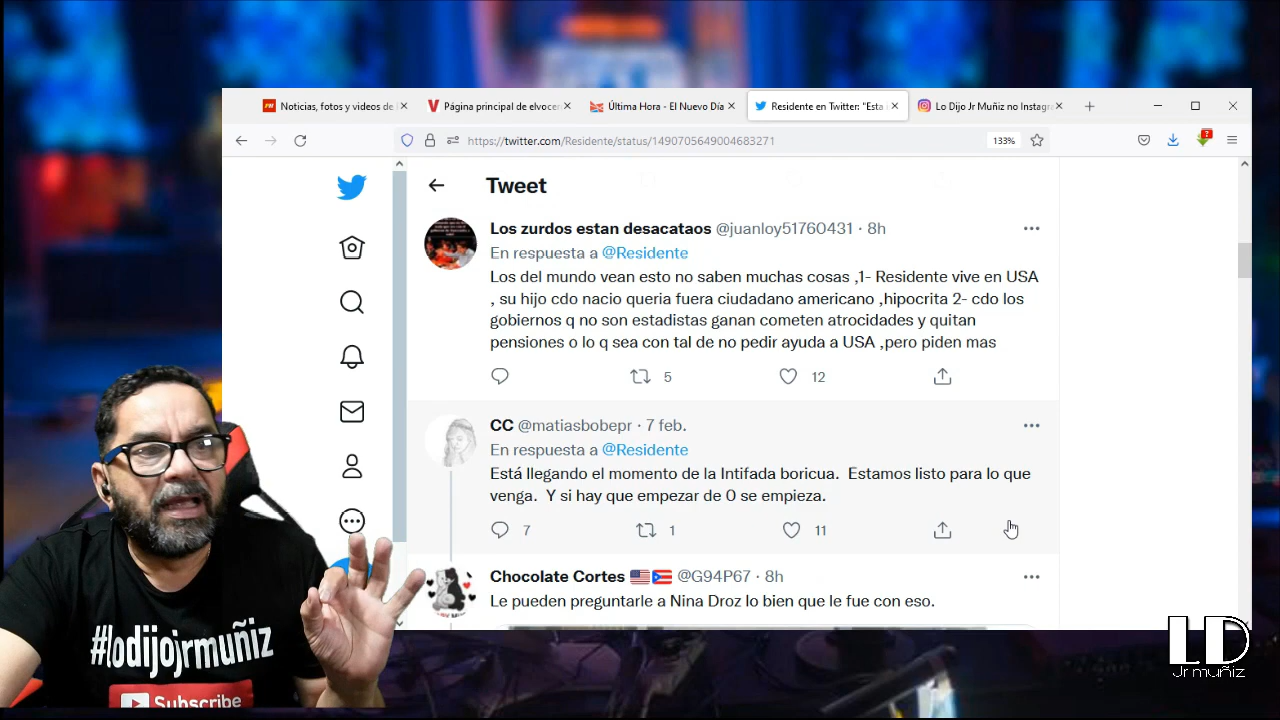 Noticias, fotos y videos de
Página principal de elvocer
Última Hora - El Nuevo Día
Residente en Twitter: "Esta
Lo Dijo Jr Muñiz no Instagra
https://twitter.com/Residente/status/1490705649004683271
133%
7
Tweet
Los zurdos estan desacataos @juanloy51760431 · 8h
En respuesta a @Residente
Los del mundo vean esto no saben muchas cosas ,1- Residente vive en USA
, su hijo cdo nacio queria fuera ciudadano americano ,hipocrita 2- cdo los
gobiernos q no son estadistas ganan cometen atrocidades y quitan
pensiones o lo q sea con tal de no pedir ayuda a USA ,pero piden mas
5
12
CC @matiasbobepr · 7 feb.
En respuesta a @Residente
Está llegando el momento de la Intifada boricua. Estamos listo para lo que
venga. Y si hay que empezar de 0 se empieza.
7
1
11
Chocolate Cortes @G94P67 · 8h
Le pueden preguntarle a Nina Droz lo bien que le fue con eso.
#lodijojrmuñiz
Subscribe
LD
Jr muñiz